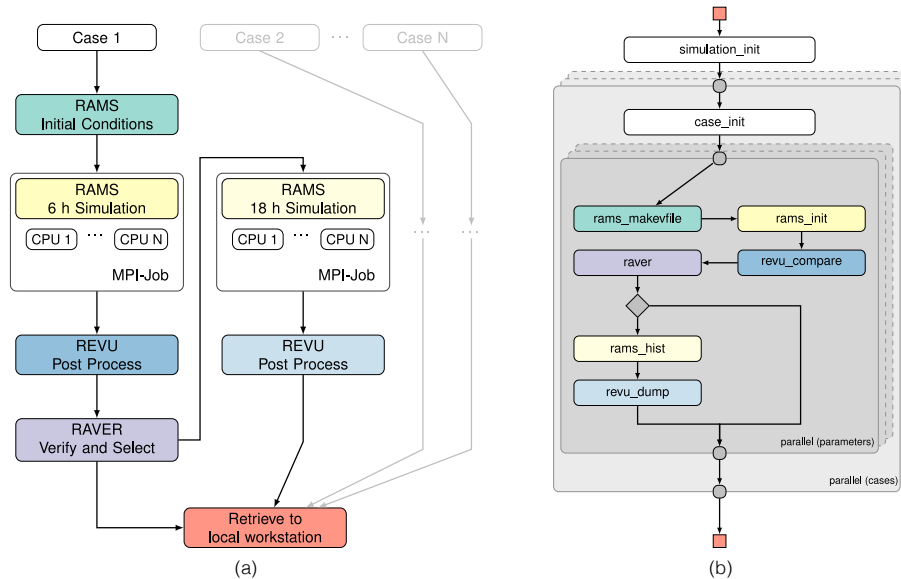 Case 1
Case 2
...
Case N
RAMS
Initial Conditions
RAMS
6 h Simulation
CPU 1
...
CPU N
MPI-Job
RAMS
18 h Simulation
CPU 1
...
CPU N
MPI-Job
...
...
REVU
Post Process
REVU
Post Process
RAVER
Verify and Select
Retrieve to
local workstation
(a)
simulation_init
case_init
rams_makevfile
rams_init
raver
revu_compare
rams_hist
revu_dump
parallel (parameters)
parallel (cases)
(b)